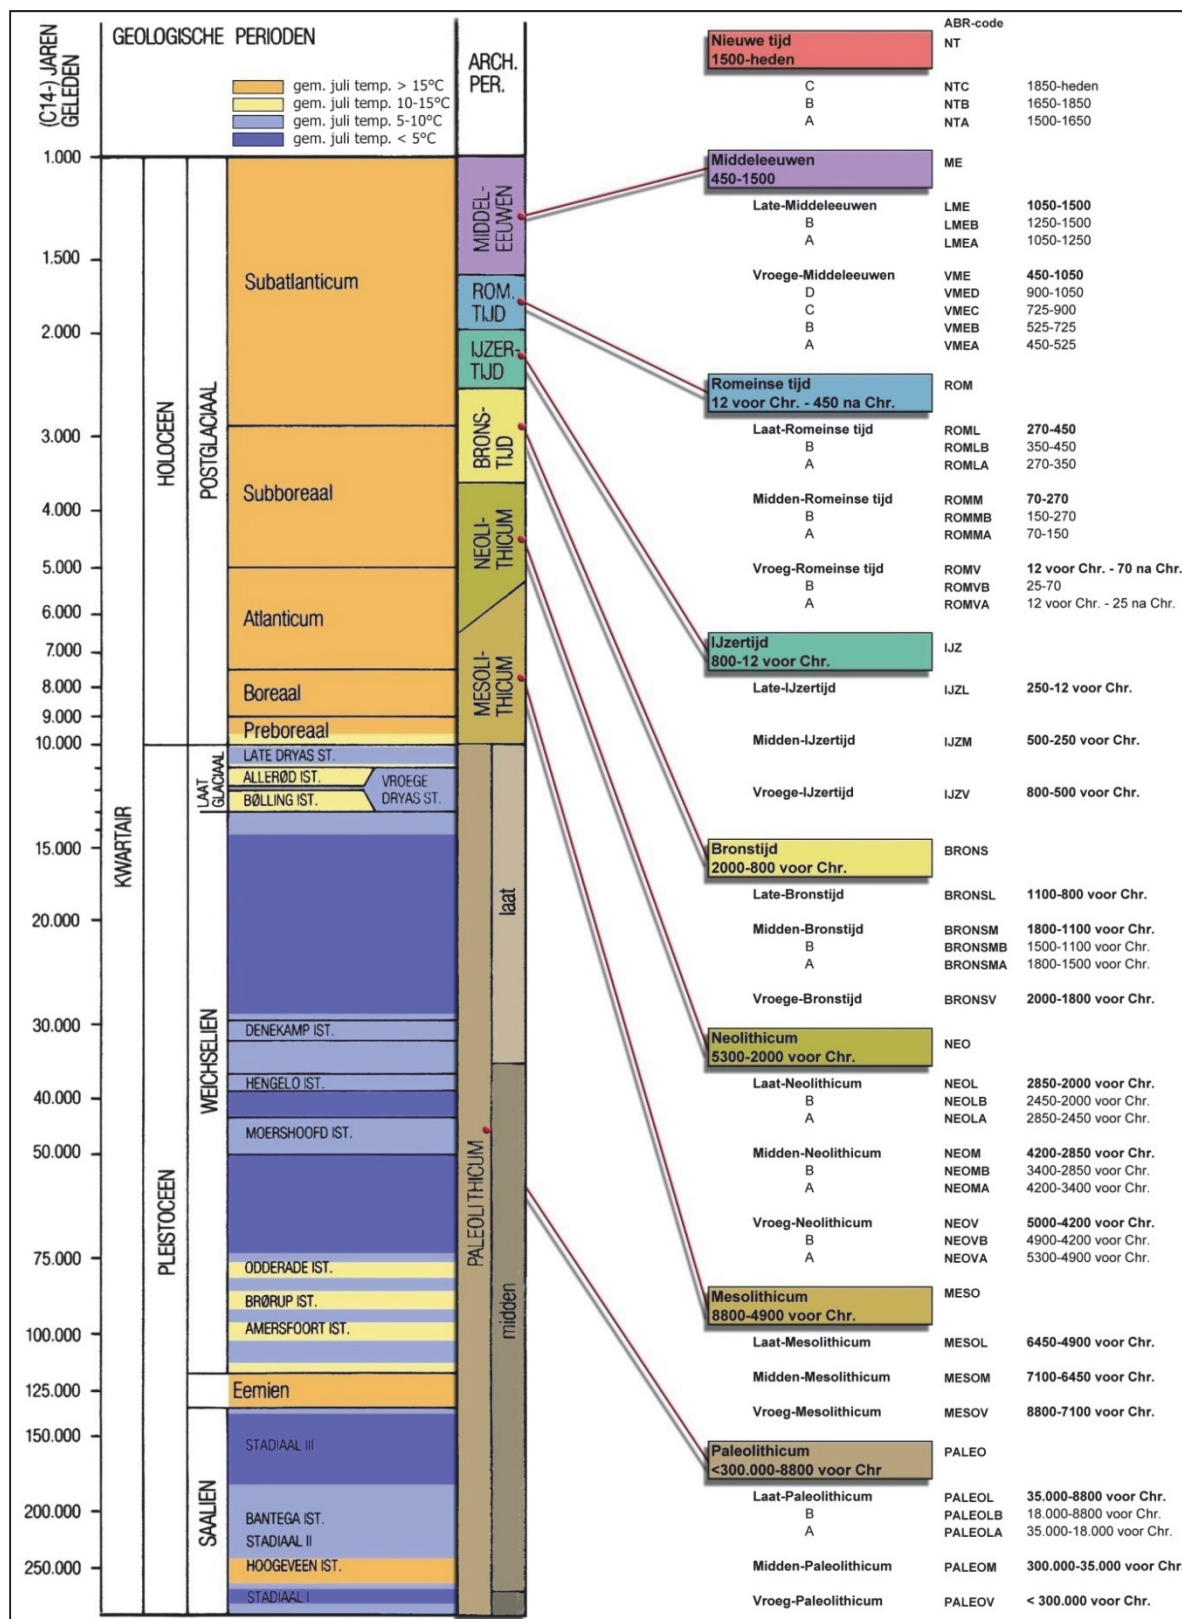 (C14-) JAREN
GELEDEN
GEOLOGISCHE PERIODEN
gem. juli temp. > 15°C
gem. juli temp. 10-15°C
gem. juli temp. 5-10°C
gem. juli temp. < 5°C
ARCH.
PER.
1.000
1.500
2.000
3.000
4.000
5.000
6.000
7.000
8.000
9.000
10.000
15.000
20.000
30.000
40.000
50.000
75.000
100.000
125.000
150.000
200.000
250.000
KWARTAIR
HOLOCEEN
PLEISTOCEEN
POSTGLACIAAL
LAAT
GLACIAAL
WEICHSELIEN
SAALIEN
Subatlanticum
Subboreaal
Atlanticum
Boreaal
Preboreaal
LATE DRYAS ST.
ALLERØD IST.
VROEGE
DRYAS ST.
BØLLING IST.
DENEKAMP IST.
HENGELO IST.
MOERSHOOFD IST.
ODDERADE IST.
BRØRUP IST.
AMERSFOORT IST.
Eemien
STADIAAL III
BANTEGA IST.
STADIAAL II
HOOGEVEEN IST.
STADIAAL I
MIDDEL-
EEUWEN
ROM.
TIJD
IJZER-
TIJD
BRONS-
TIJD
NEOLI-
THICUM
MESOLI-
THICUM
PALEOLITHICUM
laat
midden
ABR-code
Nieuwe tijd NT
1500-heden
C NTC 1850-heden
B NTB 1650-1850
A NTA 1500-1650
Middeleeuwen ME
450-1500
Late-Middeleeuwen LME 1050-1500
B LMEB 1250-1500
A LMEA 1050-1250
Vroege-Middeleeuwen VME 450-1050
D VMED 900-1050
C VMEC 725-900
B VMEB 525-725
A VMEA 450-525
Romeinse tijd ROM
12 voor Chr. - 450 na Chr.
Laat-Romeinse tijd ROML 270-450
B ROMLB 350-450
A ROMLA 270-350
Midden-Romeinse tijd ROMM 70-270
B ROMMB 150-270
A ROMMA 70-150
Vroeg-Romeinse tijd ROMV 12 voor Chr. - 70 na Chr.
B ROMVB 25-70
A ROMVA 12 voor Chr. - 25 na Chr.
IJzertijd IJZ
800-12 voor Chr.
Late-IJzertijd IJZL 250-12 voor Chr.
Midden-IJzertijd IJZM 500-250 voor Chr.
Vroege-IJzertijd IJZV 800-500 voor Chr.
Bronstijd BRONS
2000-800 voor Chr.
Late-Bronstijd BRONSL 1100-800 voor Chr.
Midden-Bronstijd BRONSM 1800-1100 voor Chr.
B BRONSMB 1500-1100 voor Chr.
A BRONSMA 1800-1500 voor Chr.
Vroege-Bronstijd BRONSV 2000-1800 voor Chr.
Neolithicum NEO
5300-2000 voor Chr.
Laat-Neolithicum NEOL 2850-2000 voor Chr.
B NEOLB 2450-2000 voor Chr.
A NEOLA 2850-2450 voor Chr.
Midden-Neolithicum NEOM 4200-2850 voor Chr.
B NEOMB 3400-2850 voor Chr.
A NEOMA 4200-3400 voor Chr.
Vroeg-Neolithicum NEOV 5000-4200 voor Chr.
B NEOVB 4900-4200 voor Chr.
A NEOVA 5300-4900 voor Chr.
Mesolithicum MESO
8800-4900 voor Chr.
Laat-Mesolithicum MESOL 6450-4900 voor Chr.
Midden-Mesolithicum MESOM 7100-6450 voor Chr.
Vroeg-Mesolithicum MESOV 8800-7100 voor Chr.
Paleolithicum PALEO
<300.000-8800 voor Chr
Laat-Paleolithicum PALEOL 35.000-8800 voor Chr.
B PALEOLB 18.000-8800 voor Chr.
A PALEOLA 35.000-18.000 voor Chr.
Midden-Paleolithicum PALEOM 300.000-35.000 voor Chr.
Vroeg-Paleolithicum PALEOV < 300.000 voor Chr.